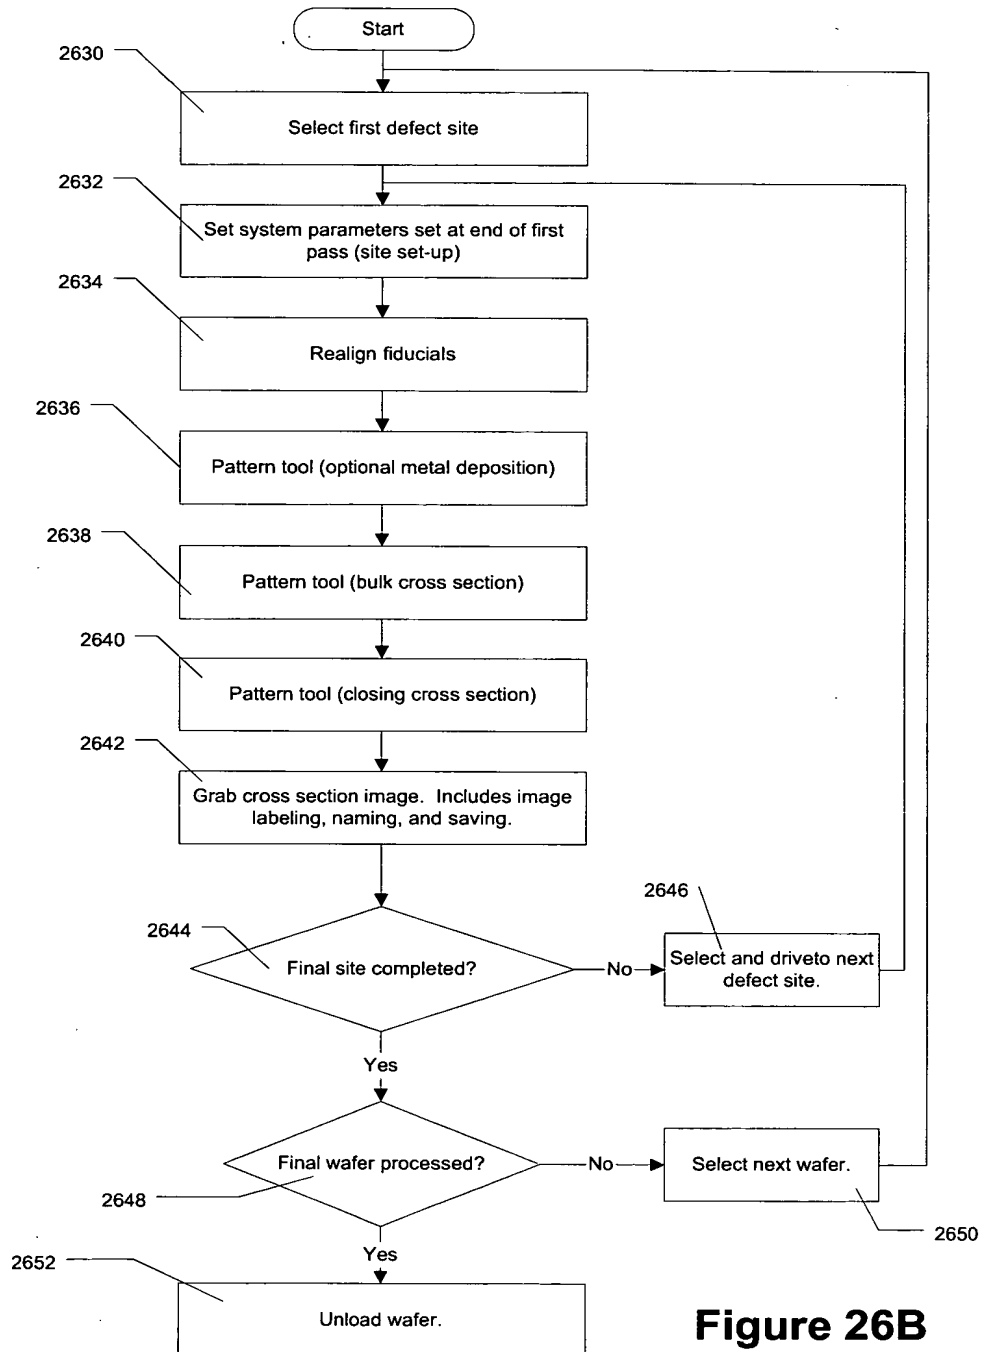 Start
2630
Select first defect site
2632
Set system parameters set at end of first
pass (site set-up)
2634
Realign fiducials
2636
Pattern tool (optional metal deposition)
2638
Pattern tool (bulk cross section)
2640
Pattern tool (closing cross section)
2642
Grab cross section image. Includes image
labeling, naming, and saving.
2644
Final site completed?
No
2646
Select and driveto next
defect site.
Yes
Final wafer processed?
2648
No
Select next wafer.
2650
Yes
2652
Unload wafer.
Figure 26B